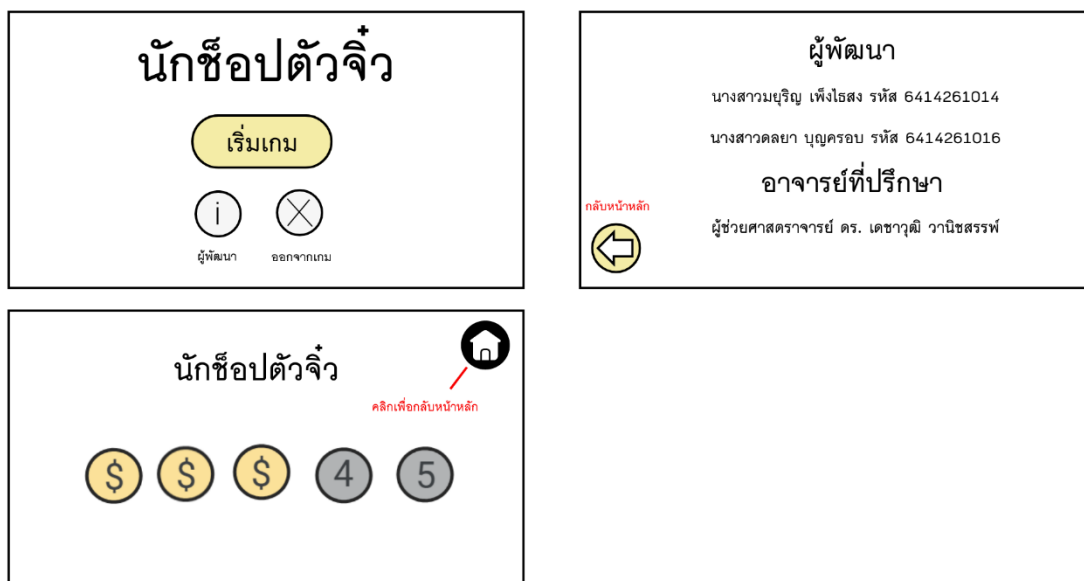 นักช็อปตัวจิ๋ว
เริ่มเกม
i
ผู้พัฒนา
ออกจากเกม
ผู้พัฒนา
นางสาวมยุริญ เพ็งไธสง รหัส 6414261014
นางสาวดลยา บุญครอบ รหัส 6414261016
อาจารย์ที่ปรึกษา
ผู้ช่วยศาสตราจารย์ ดร. เดชาวุฒิ วานิชสรรพ์
กลับหน้าหลัก
นักช็อปตัวจิ๋ว
คลิกเพื่อกลับหน้าหลัก
$ $ $ 4 5